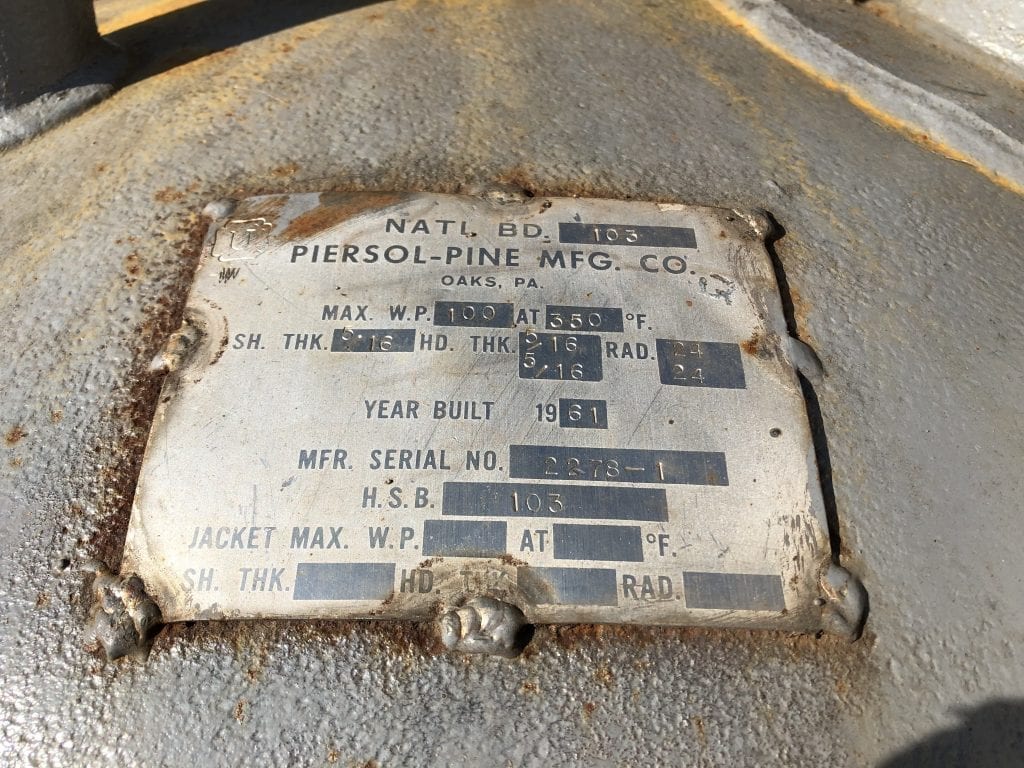 NATL. BD. 103
PIERSOL-PINE MFG. CO.
OAKS, PA.
MAX. W.P. 100 AT 350 °F.
SH. THK. 5/16 HD. THK. 5/16 RAD. 24
5/16 24
YEAR BUILT 1961
MFR. SERIAL NO. 2278-1
H.S.B. 103
JACKET MAX. W.P. AT °F.
SH. THK. HD. THK. RAD.